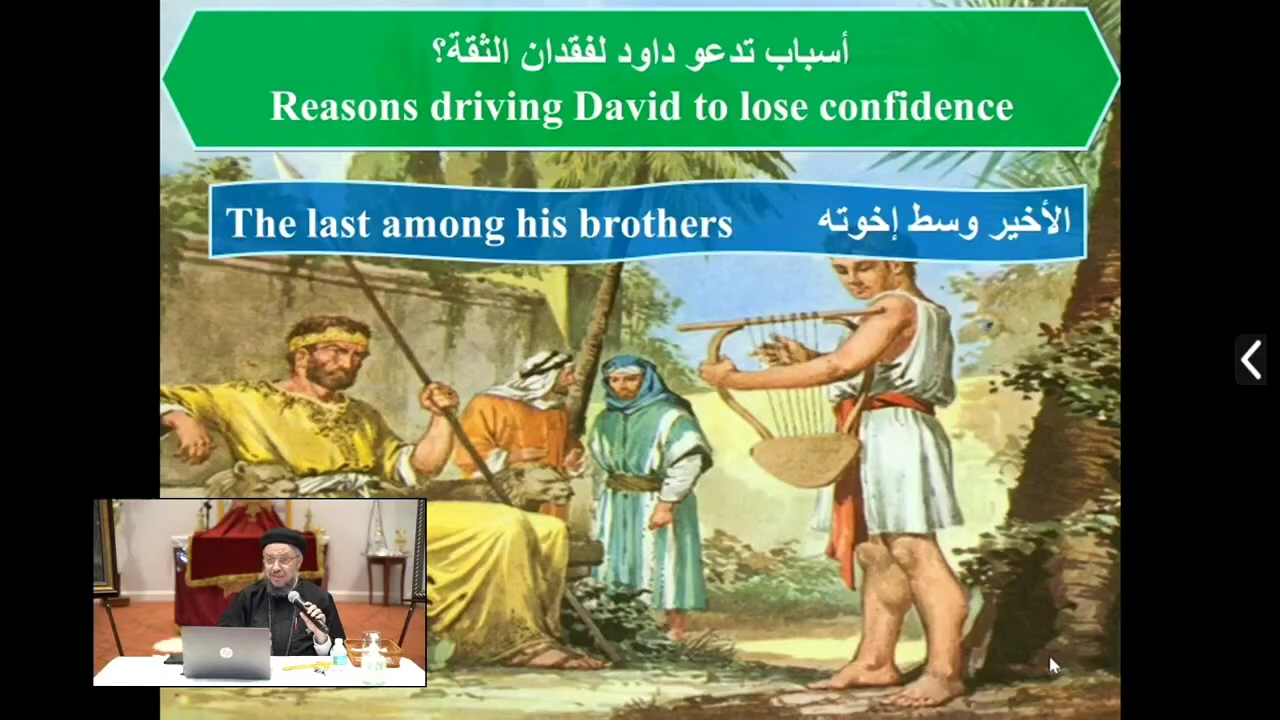 أسباب تدعو داود لفقدان الثقة؟
Reasons driving David to lose confidence
The last among his brothers الأخير وسط إخوته